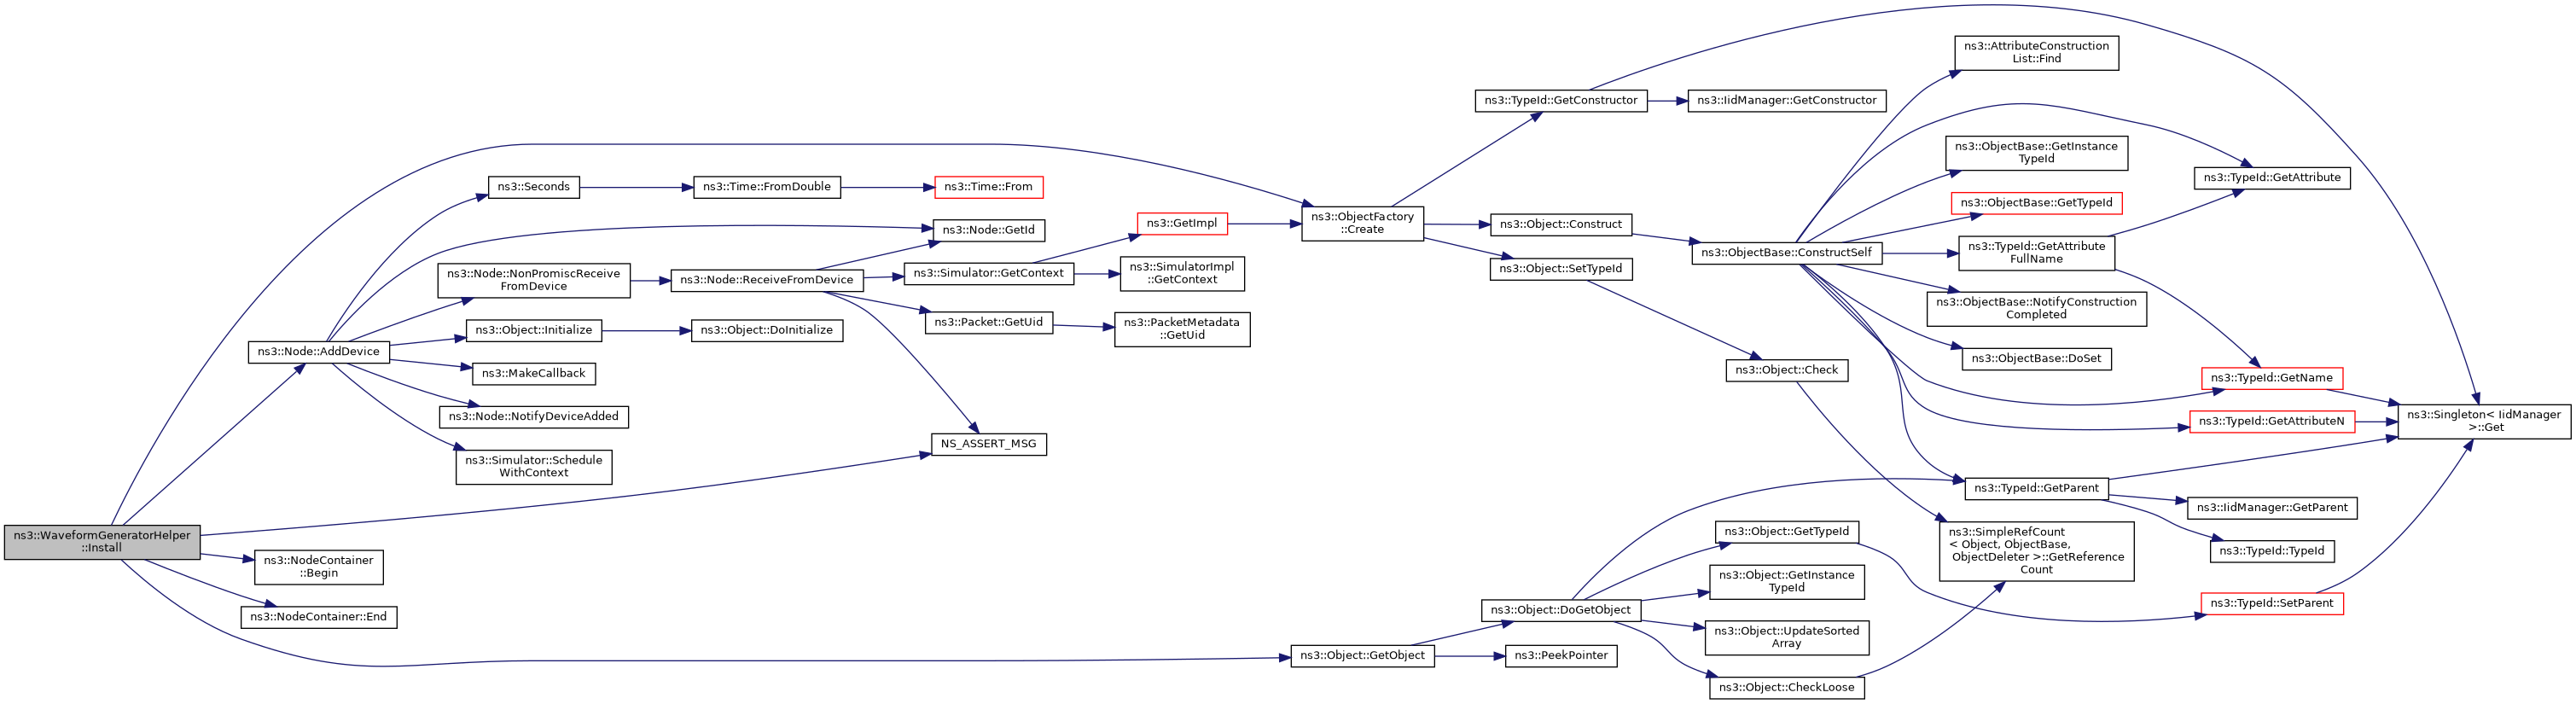 ns3::WaveformGeneratorHelper
::Install
ns3::Node::AddDevice
ns3::NodeContainer
::Begin
ns3::NodeContainer::End
ns3::Seconds
ns3::Node::NonPromiscReceive
FromDevice
ns3::Object::Initialize
ns3::MakeCallback
ns3::Node::NotifyDeviceAdded
ns3::Simulator::Schedule
WithContext
ns3::Time::FromDouble
ns3::Node::ReceiveFromDevice
ns3::Object::DoInitialize
ns3::Time::From
ns3::Node::GetId
ns3::Simulator::GetContext
ns3::Packet::GetUid
NS_ASSERT_MSG
ns3::GetImpl
ns3::SimulatorImpl
::GetContext
ns3::PacketMetadata
::GetUid
ns3::ObjectFactory
::Create
ns3::Object::GetObject
ns3::TypeId::GetConstructor
ns3::Object::Construct
ns3::Object::SetTypeId
ns3::Object::DoGetObject
ns3::PeekPointer
ns3::IidManager::GetConstructor
ns3::ObjectBase::ConstructSelf
ns3::Object::Check
ns3::Object::GetTypeId
ns3::Object::GetInstance
TypeId
ns3::Object::UpdateSorted
Array
ns3::Object::CheckLoose
ns3::AttributeConstruction
List::Find
ns3::ObjectBase::GetInstance
TypeId
ns3::ObjectBase::GetTypeId
ns3::TypeId::GetAttribute
FullName
ns3::ObjectBase::NotifyConstruction
Completed
ns3::ObjectBase::DoSet
ns3::TypeId::GetParent
ns3::SimpleRefCount
< Object, ObjectBase,
ObjectDeleter >::GetReference
Count
ns3::TypeId::GetAttribute
ns3::TypeId::GetName
ns3::TypeId::GetAttributeN
ns3::IidManager::GetParent
ns3::TypeId::TypeId
ns3::TypeId::SetParent
ns3::Singleton< IidManager
>::Get